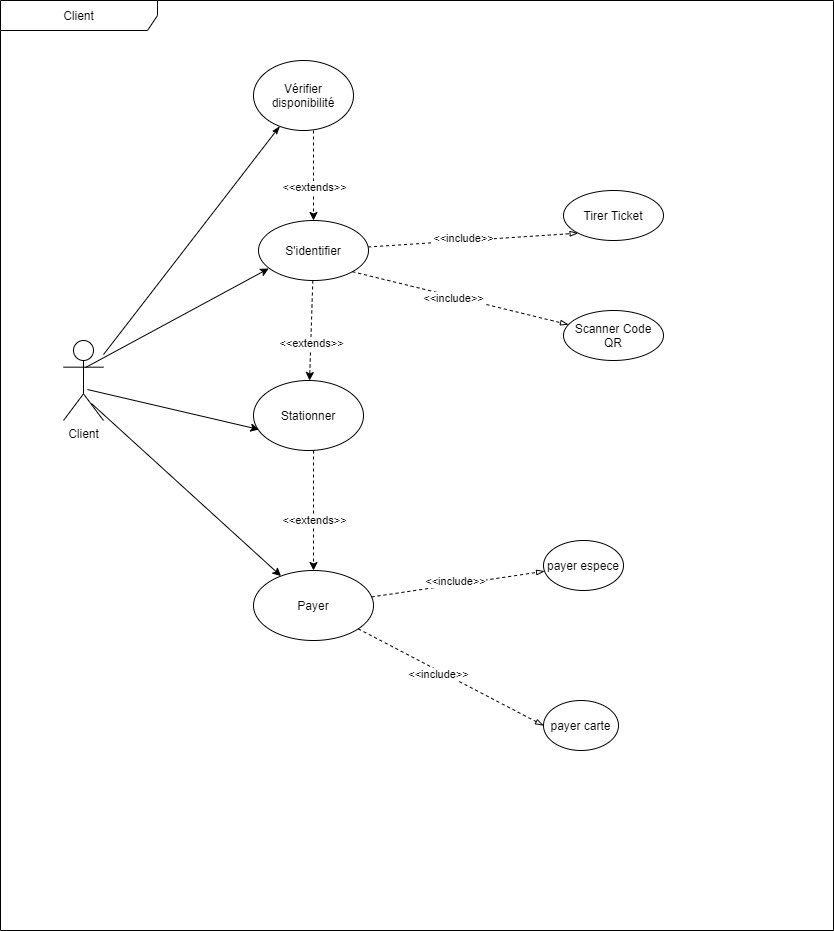 Client
Vérifier
disponibilité
<<extends>>
Tirer Ticket
<<include>>
S'identifier
<<include>>
Scanner Code
QR
<<extends>>
Client
Stationner
<<extends>>
payer espece
<<include>>
Payer
<<include>>
payer carte